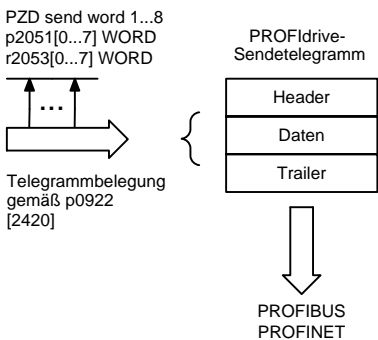 PZD send word 1...8
p2051[0...7] WORD
r2053[0...7] WORD
...
Telegrammbelegung
gemäß p0922
[2420]
PROFIdrive-
Sendetelegramm
Header
Daten
Trailer
PROFIBUS
PROFINET